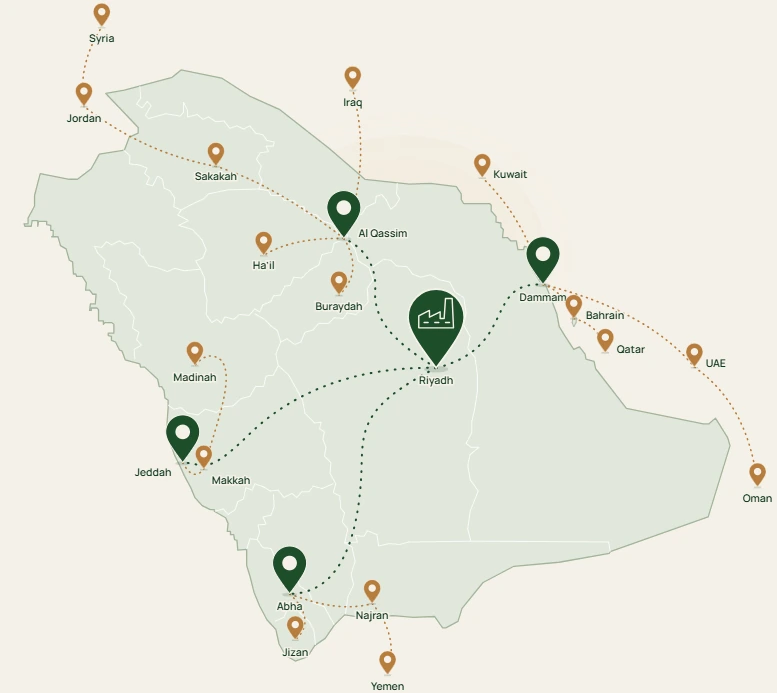 Syria
Iraq
Jordan
Sakakah
Kuwait
Al Qassim
Ha'il
Dammam
Buraydah
Bahrain
Qatar
UAE
Madinah
Riyadh
Jeddah
Makkah
Oman
Abha
Najran
Jizan
Yemen